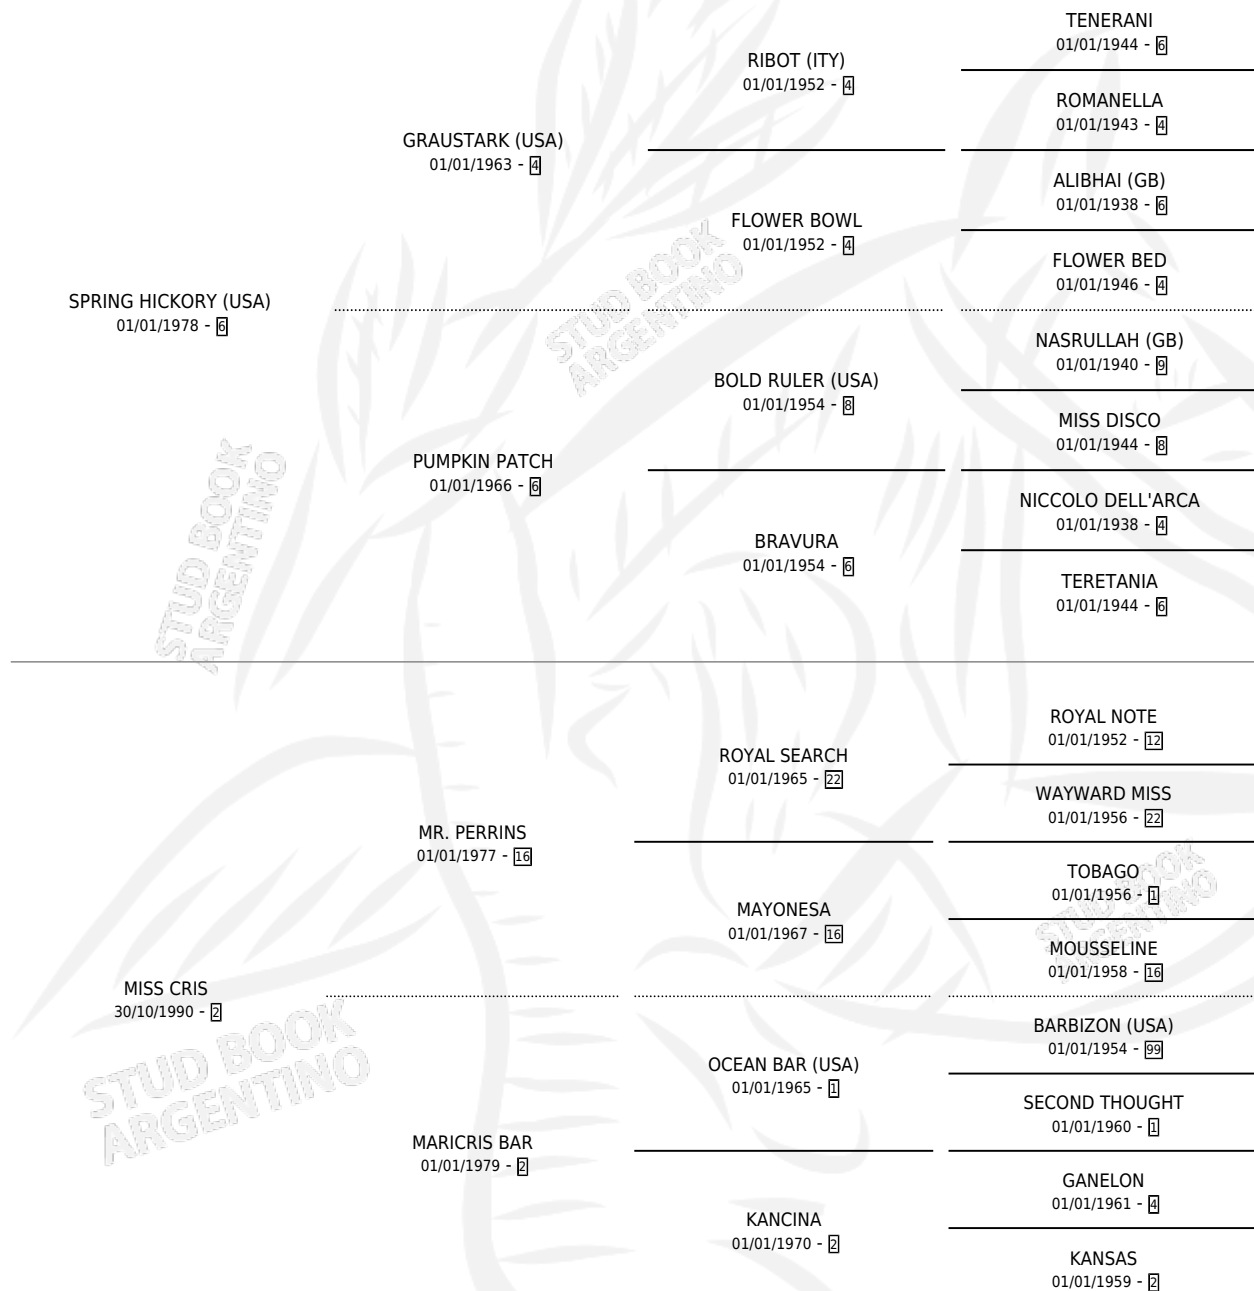 TENERANI
01/01/1944 - 6
RIBOT (ITY)
01/01/1952 - 4
ROMANELLA
01/01/1943 - 4
GRAUSTARK (USA)
01/01/1963 - 4
ALIBHAI (GB)
01/01/1938 - 6
FLOWER BOWL
01/01/1952 - 4
FLOWER BED
01/01/1946 - 4
SPRING HICKORY (USA)
01/01/1978 - 6
NASRULLAH (GB)
01/01/1940 - 9
BOLD RULER (USA)
01/01/1954 - 8
MISS DISCO
01/01/1944 - 8
PUMPKIN PATCH
01/01/1966 - 6
NICCOLO DELL'ARCA
01/01/1938 - 4
BRAVURA
01/01/1954 - 6
TERETANIA
01/01/1944 - 6
ROYAL NOTE
01/01/1952 - 12
ROYAL SEARCH
01/01/1965 - 22
WAYWARD MISS
01/01/1956 - 22
MR. PERRINS
01/01/1977 - 16
TOBAGO
01/01/1956 - 1
MAYONESA
01/01/1967 - 16
MOUSSELINE
01/01/1958 - 16
MISS CRIS
30/10/1990 - 2
BARBIZON (USA)
01/01/1954 - 99
OCEAN BAR (USA)
01/01/1965 - 1
SECOND THOUGHT
01/01/1960 - 1
MARICRIS BAR
01/01/1979 - 2
GANELON
01/01/1961 - 4
KANCINA
01/01/1970 - 2
KANSAS
01/01/1959 - 2
STUD BOOK
ARGENTINO
STUD BOOK
ARGENTINO
STUD BOOK
ARGENTINO
STUD BOOK
ARGENTINO